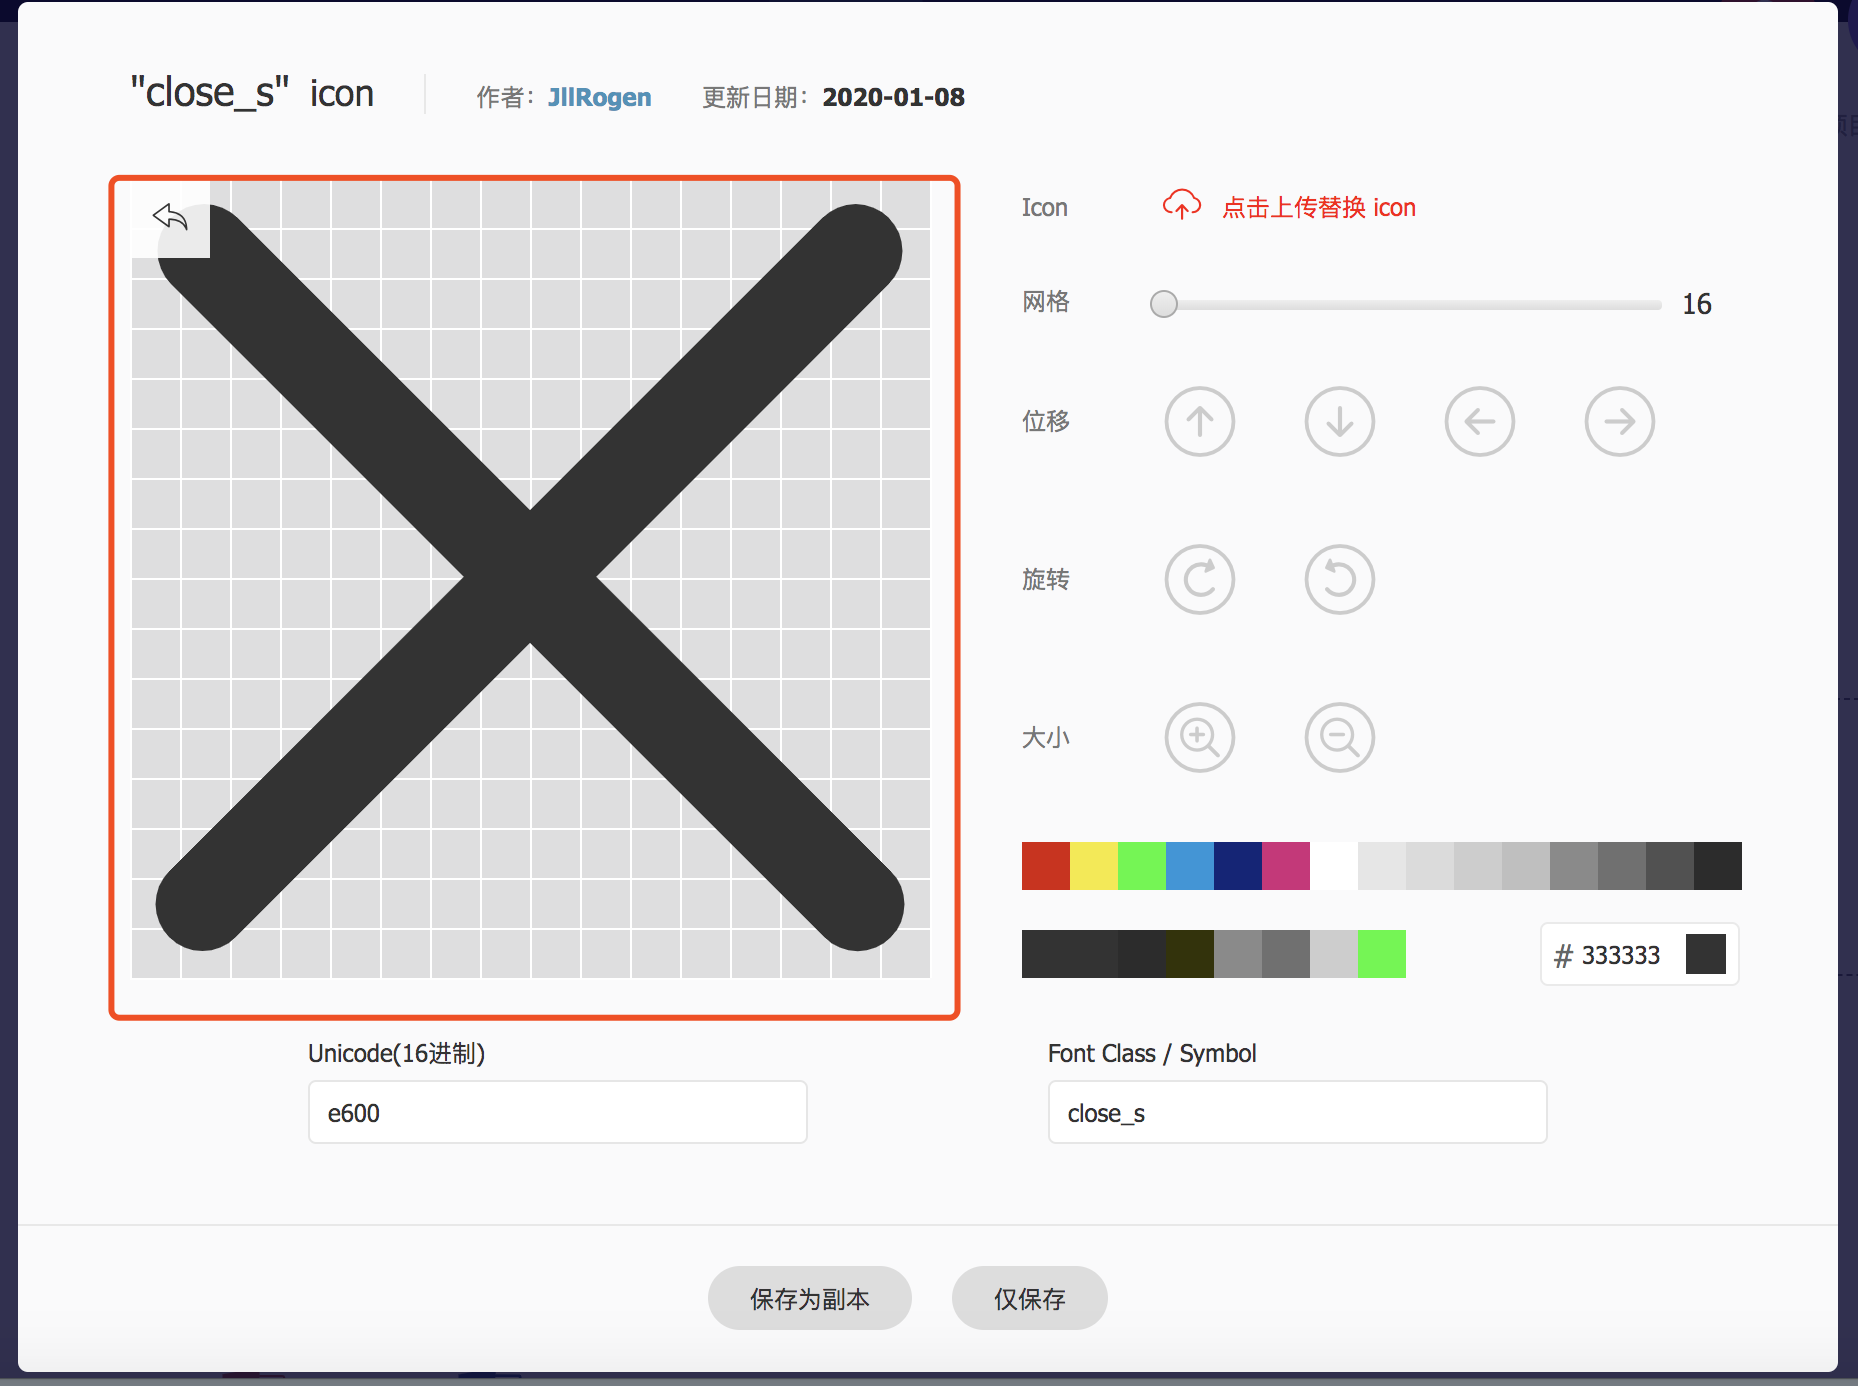 "close_s" icon
作者：JllRogen 更新日期：2020-01-08
Icon 点击上传替换 icon
网格 16
位移
旋转
大小
# 333333
Unicode(16进制) Font Class / Symbol
e600 close_s
保存为副本 仅保存